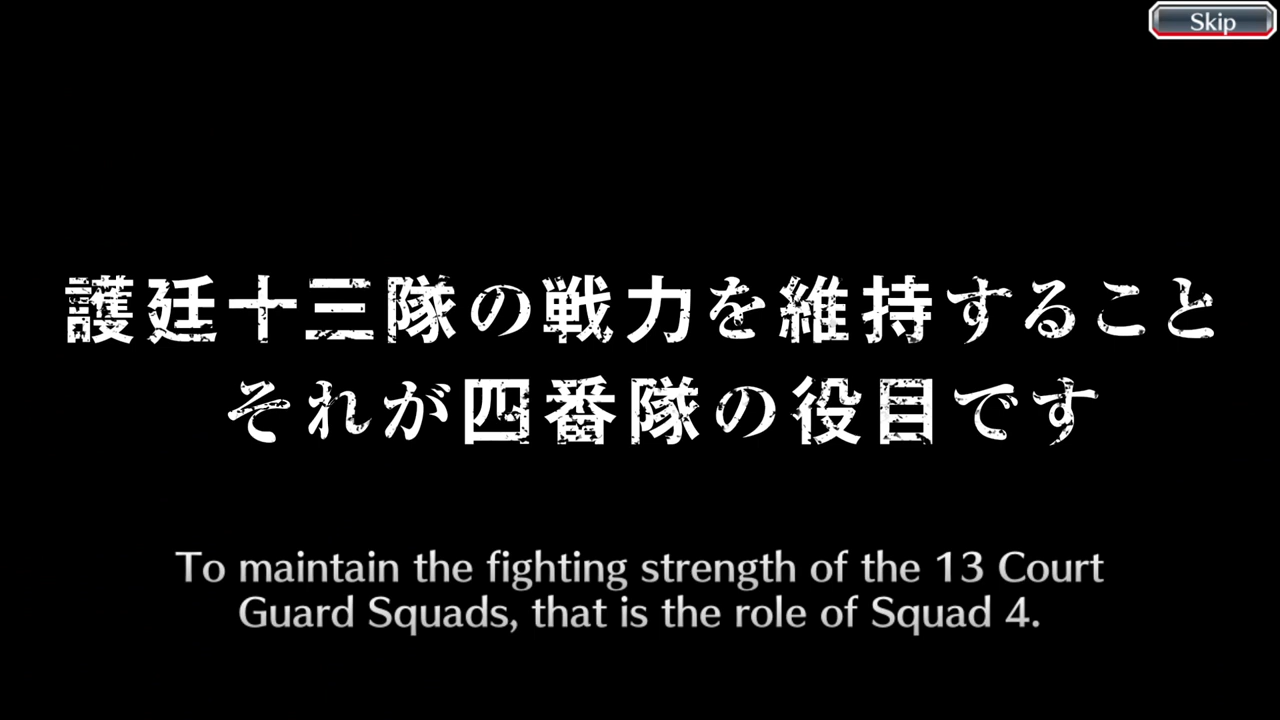 Skip
護廷十三隊の戦力を維持すること
それが四番隊の役目です
To maintain the fighting strength of the 13 Court
Guard Squads, that is the role of Squad 4.